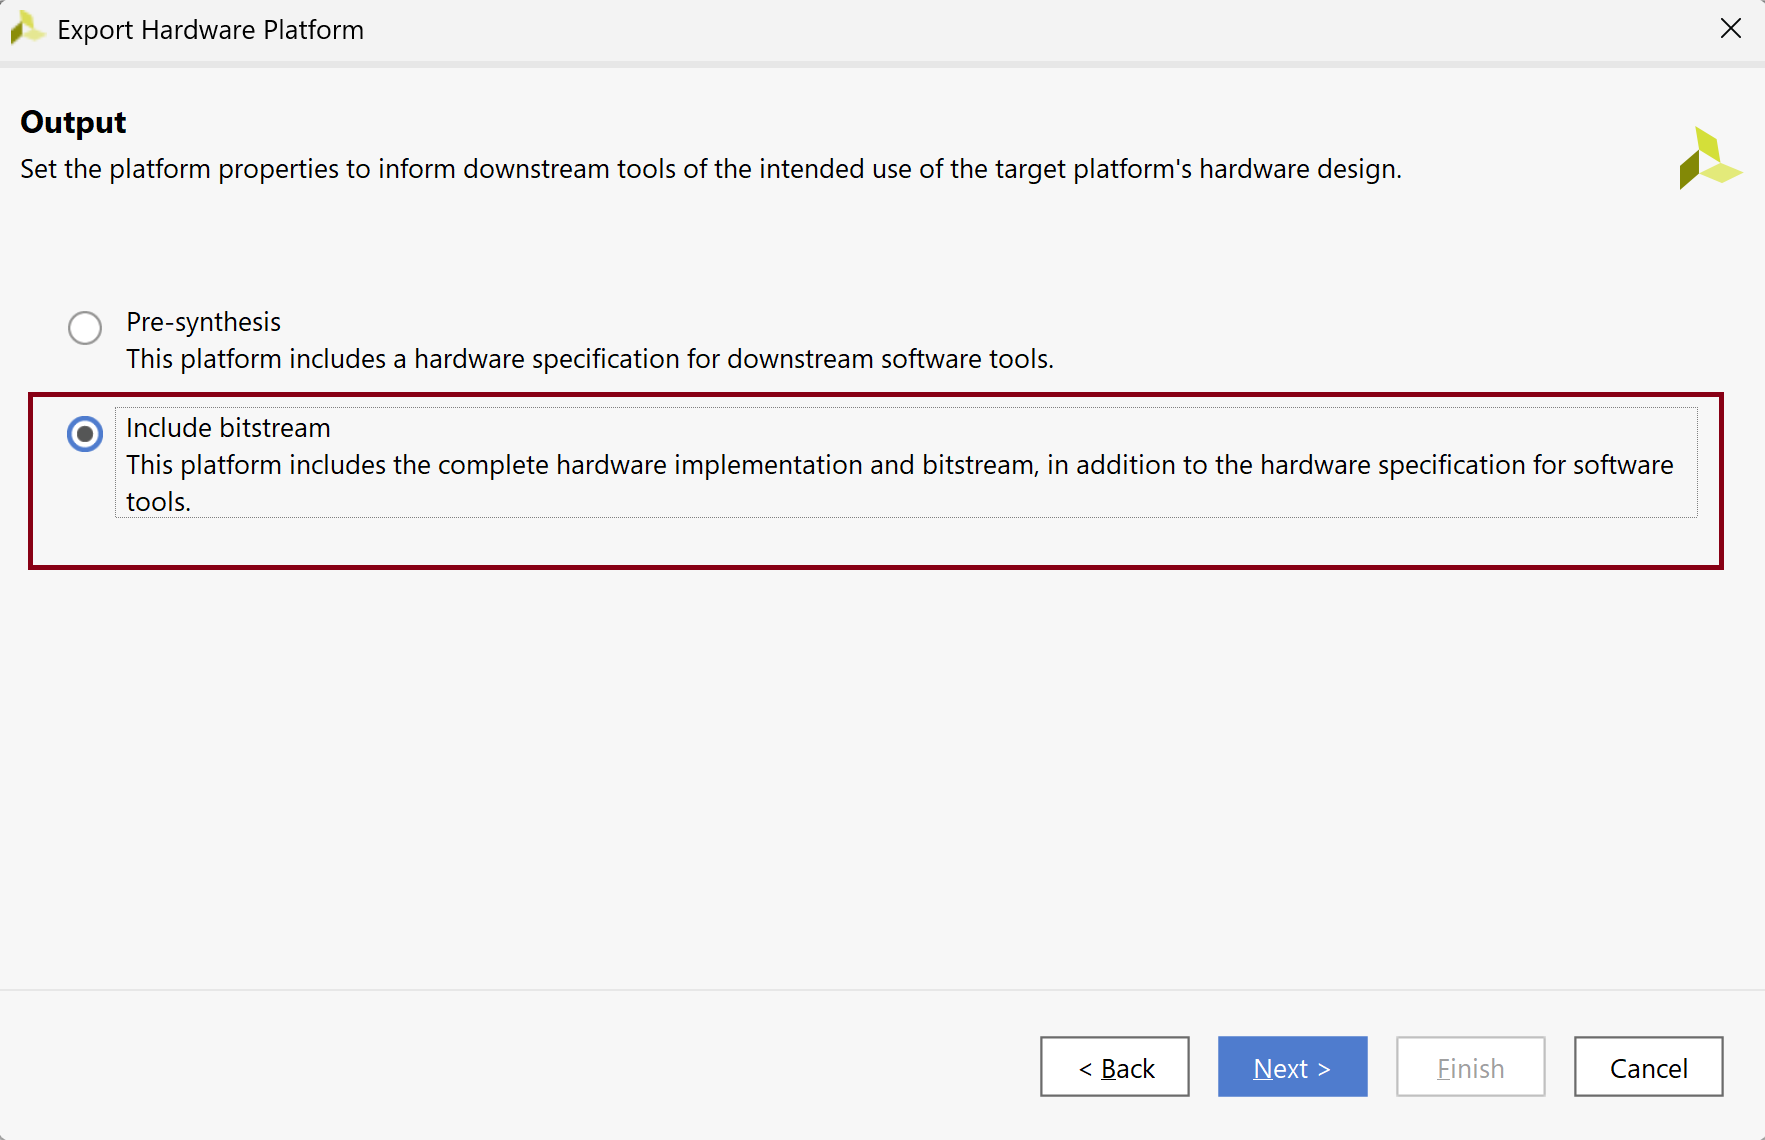 Export Hardware Platform
Output
Set the platform properties to inform downstream tools of the intended use of the target platform's hardware design.
Pre-synthesis
This platform includes a hardware specification for downstream software tools.
Include bitstream
This platform includes the complete hardware implementation and bitstream, in addition to the hardware specification for software
tools.
< Back Next > Finish Cancel